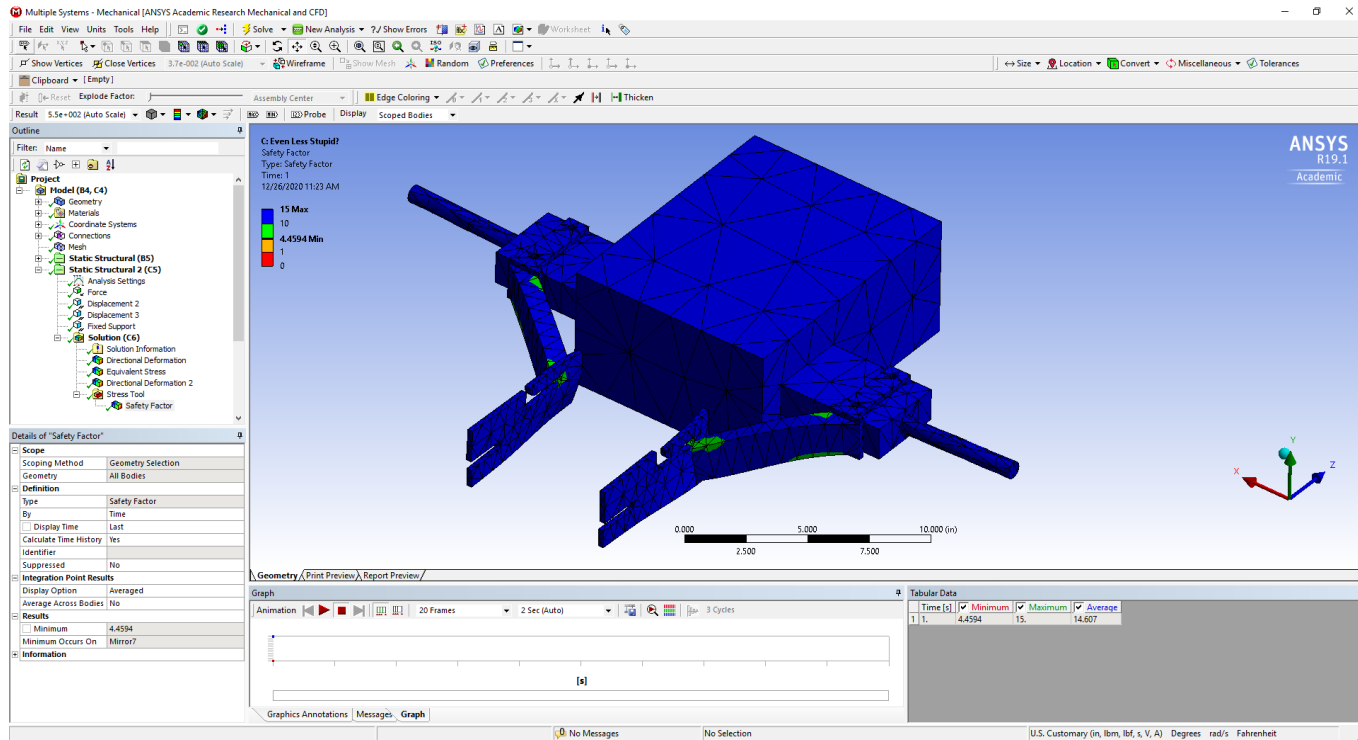 Multiple Systems - Mechanical [ANSYS Academic Research Mechanical and CFD]
File Edit View Units Tools Help Solve New Analysis ?/ Show Errors Worksheet
Show Vertices Close Vertices 3.7e-002 (Auto Scale) Wireframe Show Mesh Random Preferences Size Location Convert Miscellaneous Tolerances
Clipboard [Empty]
Reset Explode Factor: Assembly Center Edge Coloring Thicken
Result 5.5e+002 (Auto Scale) Probe Display Scoped Bodies
Outline
Filter: Name
Project
Model (B4, C4)
Geometry
Materials
Coordinate Systems
Connections
Mesh
Static Structural (B5)
Static Structural 2 (C5)
Analysis Settings
Force
Displacement 2
Displacement 3
Fixed Support
Solution (C6)
Solution Information
Directional Deformation
Equivalent Stress
Directional Deformation 2
Stress Tool
Safety Factor
Details of "Safety Factor"
Scope
Scoping Method Geometry Selection
Geometry All Bodies
Definition
Type Safety Factor
By Time
Display Time Last
Calculate Time History Yes
Identifier
Suppressed No
Integration Point Results
Display Option Averaged
Average Across Bodies No
Results
Minimum 4.4594
Minimum Occurs On Mirror7
Information
C: Even Less Stupid?
Safety Factor
Type: Safety Factor
Time: 1
12/26/2020 11:23 AM
15 Max
10
4.4594 Min
1
0
ANSYS
R19.1
Academic
Y
X
Z
0.000 5.000 10.000 (in)
2.500 7.500
Geometry Print Preview Report Preview
Graph
Animation 20 Frames 2 Sec (Auto) 3 Cycles
[s]
Graphics Annotations Messages Graph
Tabular Data
Time [s] Minimum Maximum Average
1 1. 4.4594 15. 14.607
0 No Messages No Selection U.S. Customary (in, lbm, lbf, s, V, A) Degrees rad/s Fahrenheit